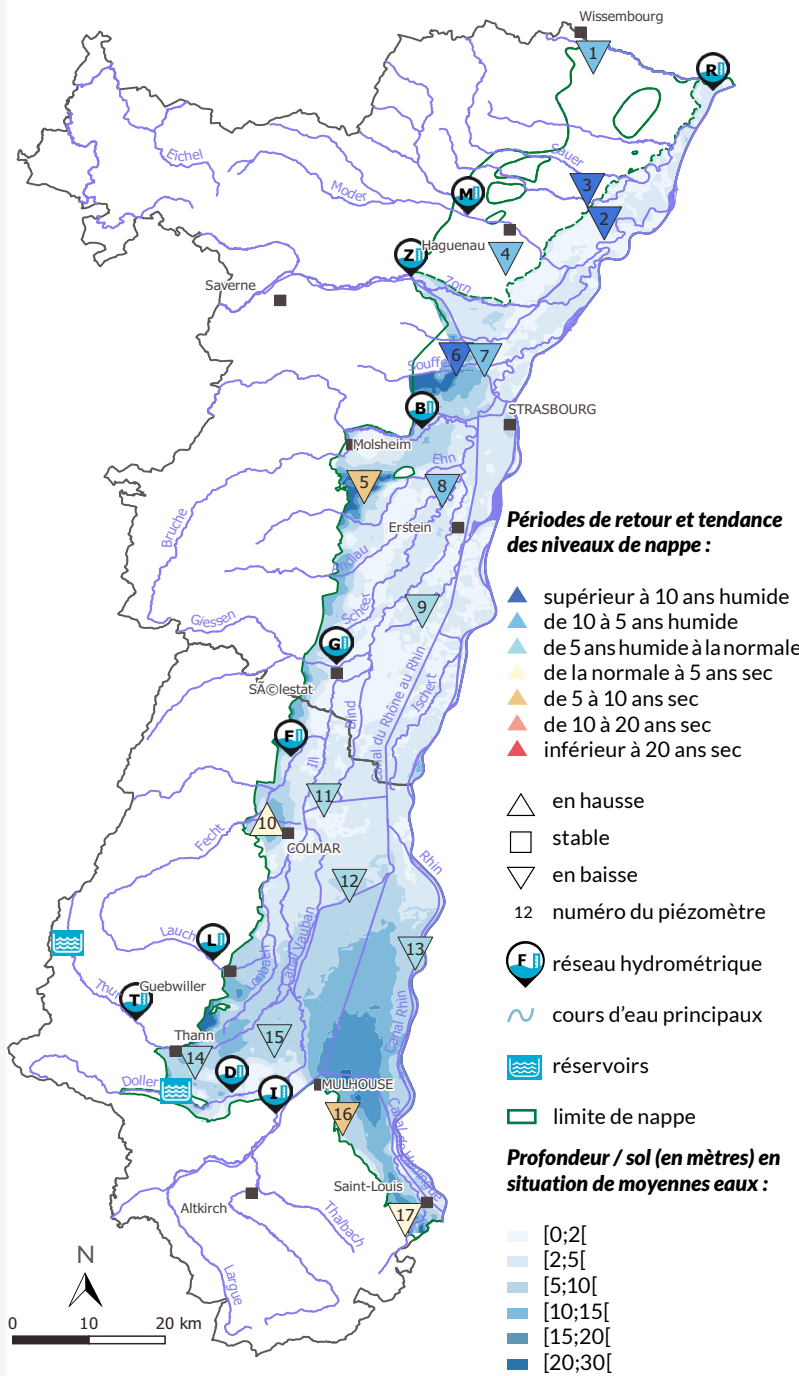 Wissembourg
1
R
Eichel
Sauer
Moder
M
3
2
Haguenau
Z
4
Zorn
Saverne
Souffel
6
7
B
STRASBOURG
Molsheim
Ehn
5
8
Bruche
Erstein
Andlau
Périodes de retour et tendance
des niveaux de nappe :
supérieur à 10 ans humide
de 10 à 5 ans humide
de 5 ans humide à la normale
de la normale à 5 ans sec
de 5 à 10 ans sec
de 10 à 20 ans sec
inférieur à 20 ans sec
9
Scheer
Giessen
G
SÃ©lestat
Canal du Rhône au Rhin
Ischert
Blind
Ill
F
11
10
COLMAR
Fecht
12
Rhin
en hausse
stable
en baisse
12 numéro du piézomètre
F réseau hydrométrique
cours d'eau principaux
réservoirs
limite de nappe
Lauch
L
Canal Vauban
13
Guebwiller
Thur
T
Canal Rhin
Thann
15
14
Doller
D
I
MULHOUSE
16
Canal de Huningue
Saint-Louis
17
Altkirch
Thalbach
Largue
Profondeur / sol (en mètres) en
situation de moyennes eaux :
[0;2[
[2;5[
[5;10[
[10;15[
[15;20[
[20;30[
N
0 10 20 km